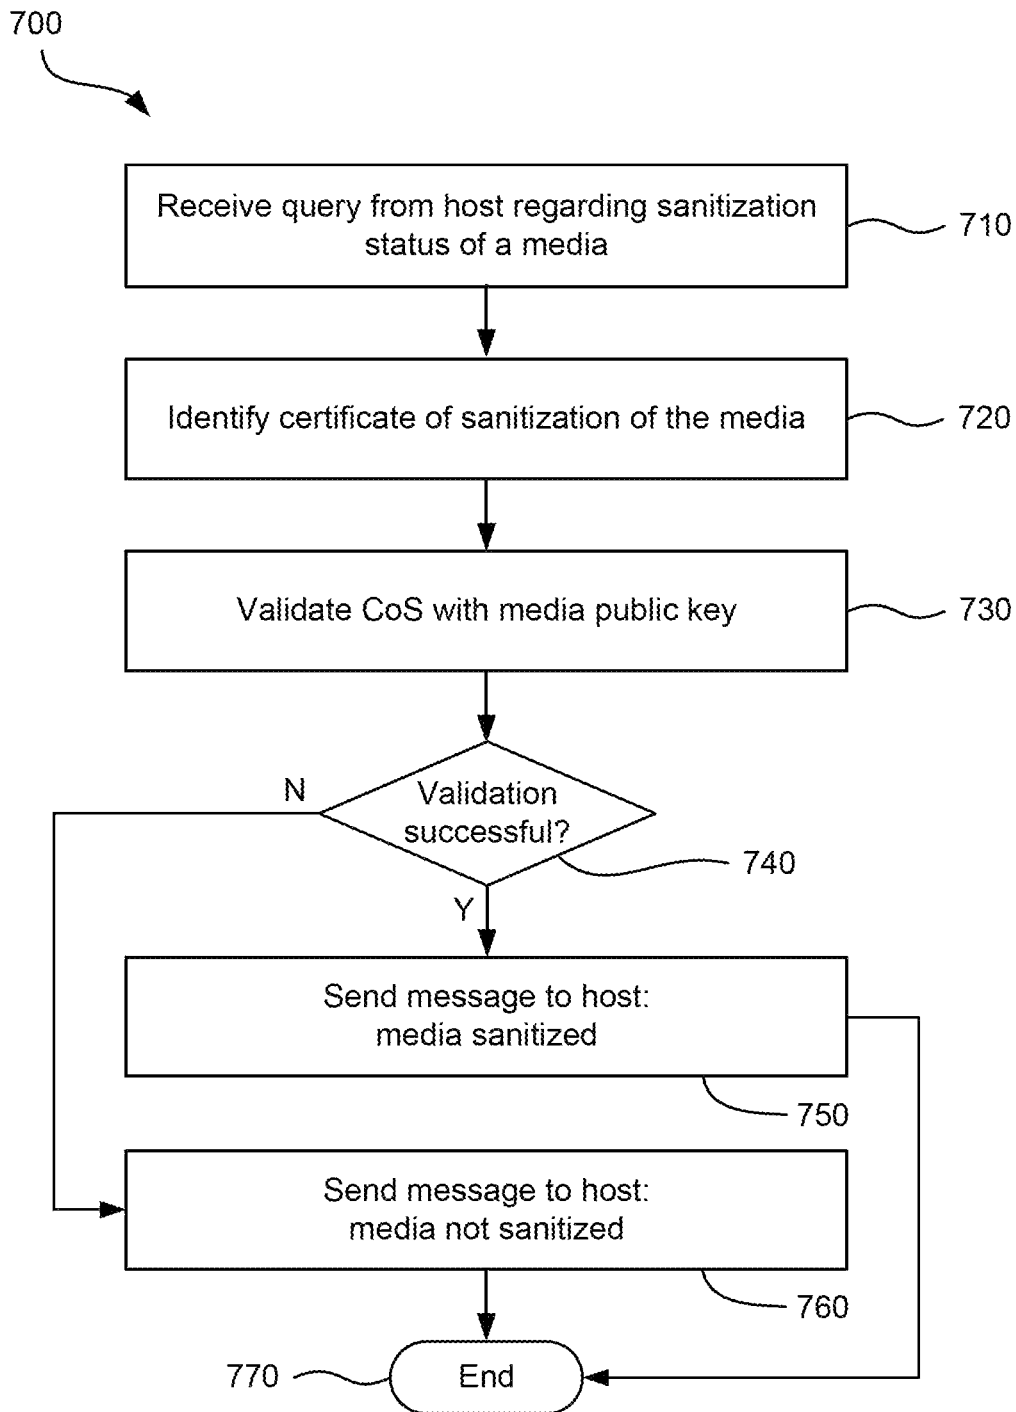 700
Receive query from host regarding sanitization
status of a media
710
Identify certificate of sanitization of the media
720
Validate CoS with media public key
730
N
Validation
successful?
740
Y
Send message to host:
media sanitized
750
Send message to host:
media not sanitized
760
770
End